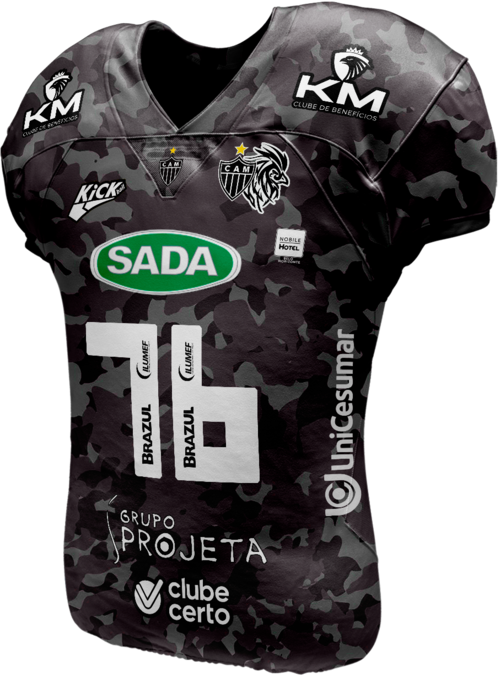 KM
CLUBE DE BENEFÍCIOS
KM
CLUBE DE BENEFÍCIOS
CAM
CAM
KiCK
NOBILE
HOTEL
SADA
76
BRAZUL
ILUMEF
BRAZUL
ILUMEF
UniCesumar
GRUPO
PROJETA
clube
certo